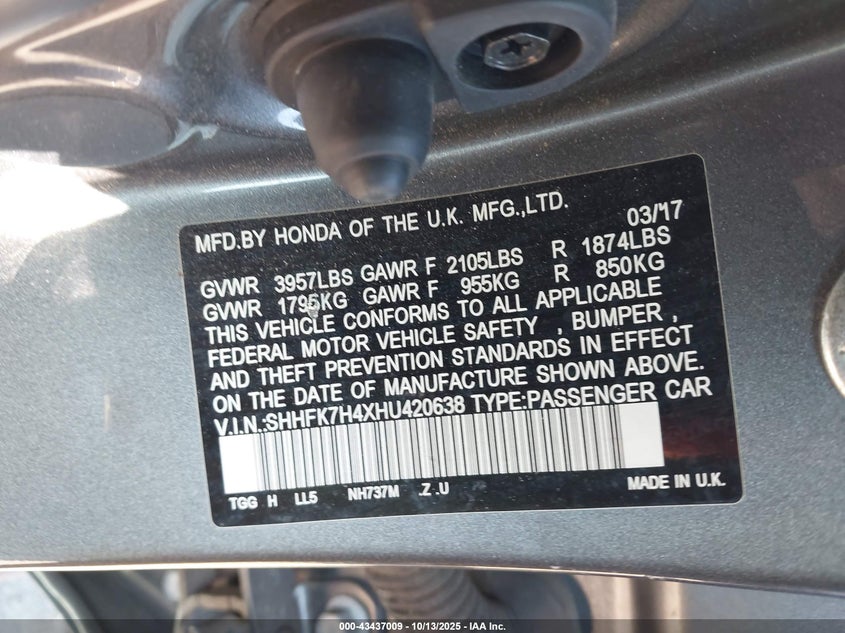 MFD.BY HONDA OF THE U.K. MFG.,LTD. 03/17
GVWR 3957LBS GAWR F 2105LBS R 1874LBS
GVWR 1795KG GAWR F 955KG R 850KG
THIS VEHICLE CONFORMS TO ALL APPLICABLE
FEDERAL MOTOR VEHICLE SAFETY , BUMPER ,
AND THEFT PREVENTION STANDARDS IN EFFECT
ON THE DATE OF MANUFACTURE SHOWN ABOVE.
V.I.N.:SHHFK7H4XHU420638 TYPE:PASSENGER CAR
TGG H LL5 NH737M .Z .U MADE IN U.K.
000-43437009 - 10/13/2025 - IAA Inc.